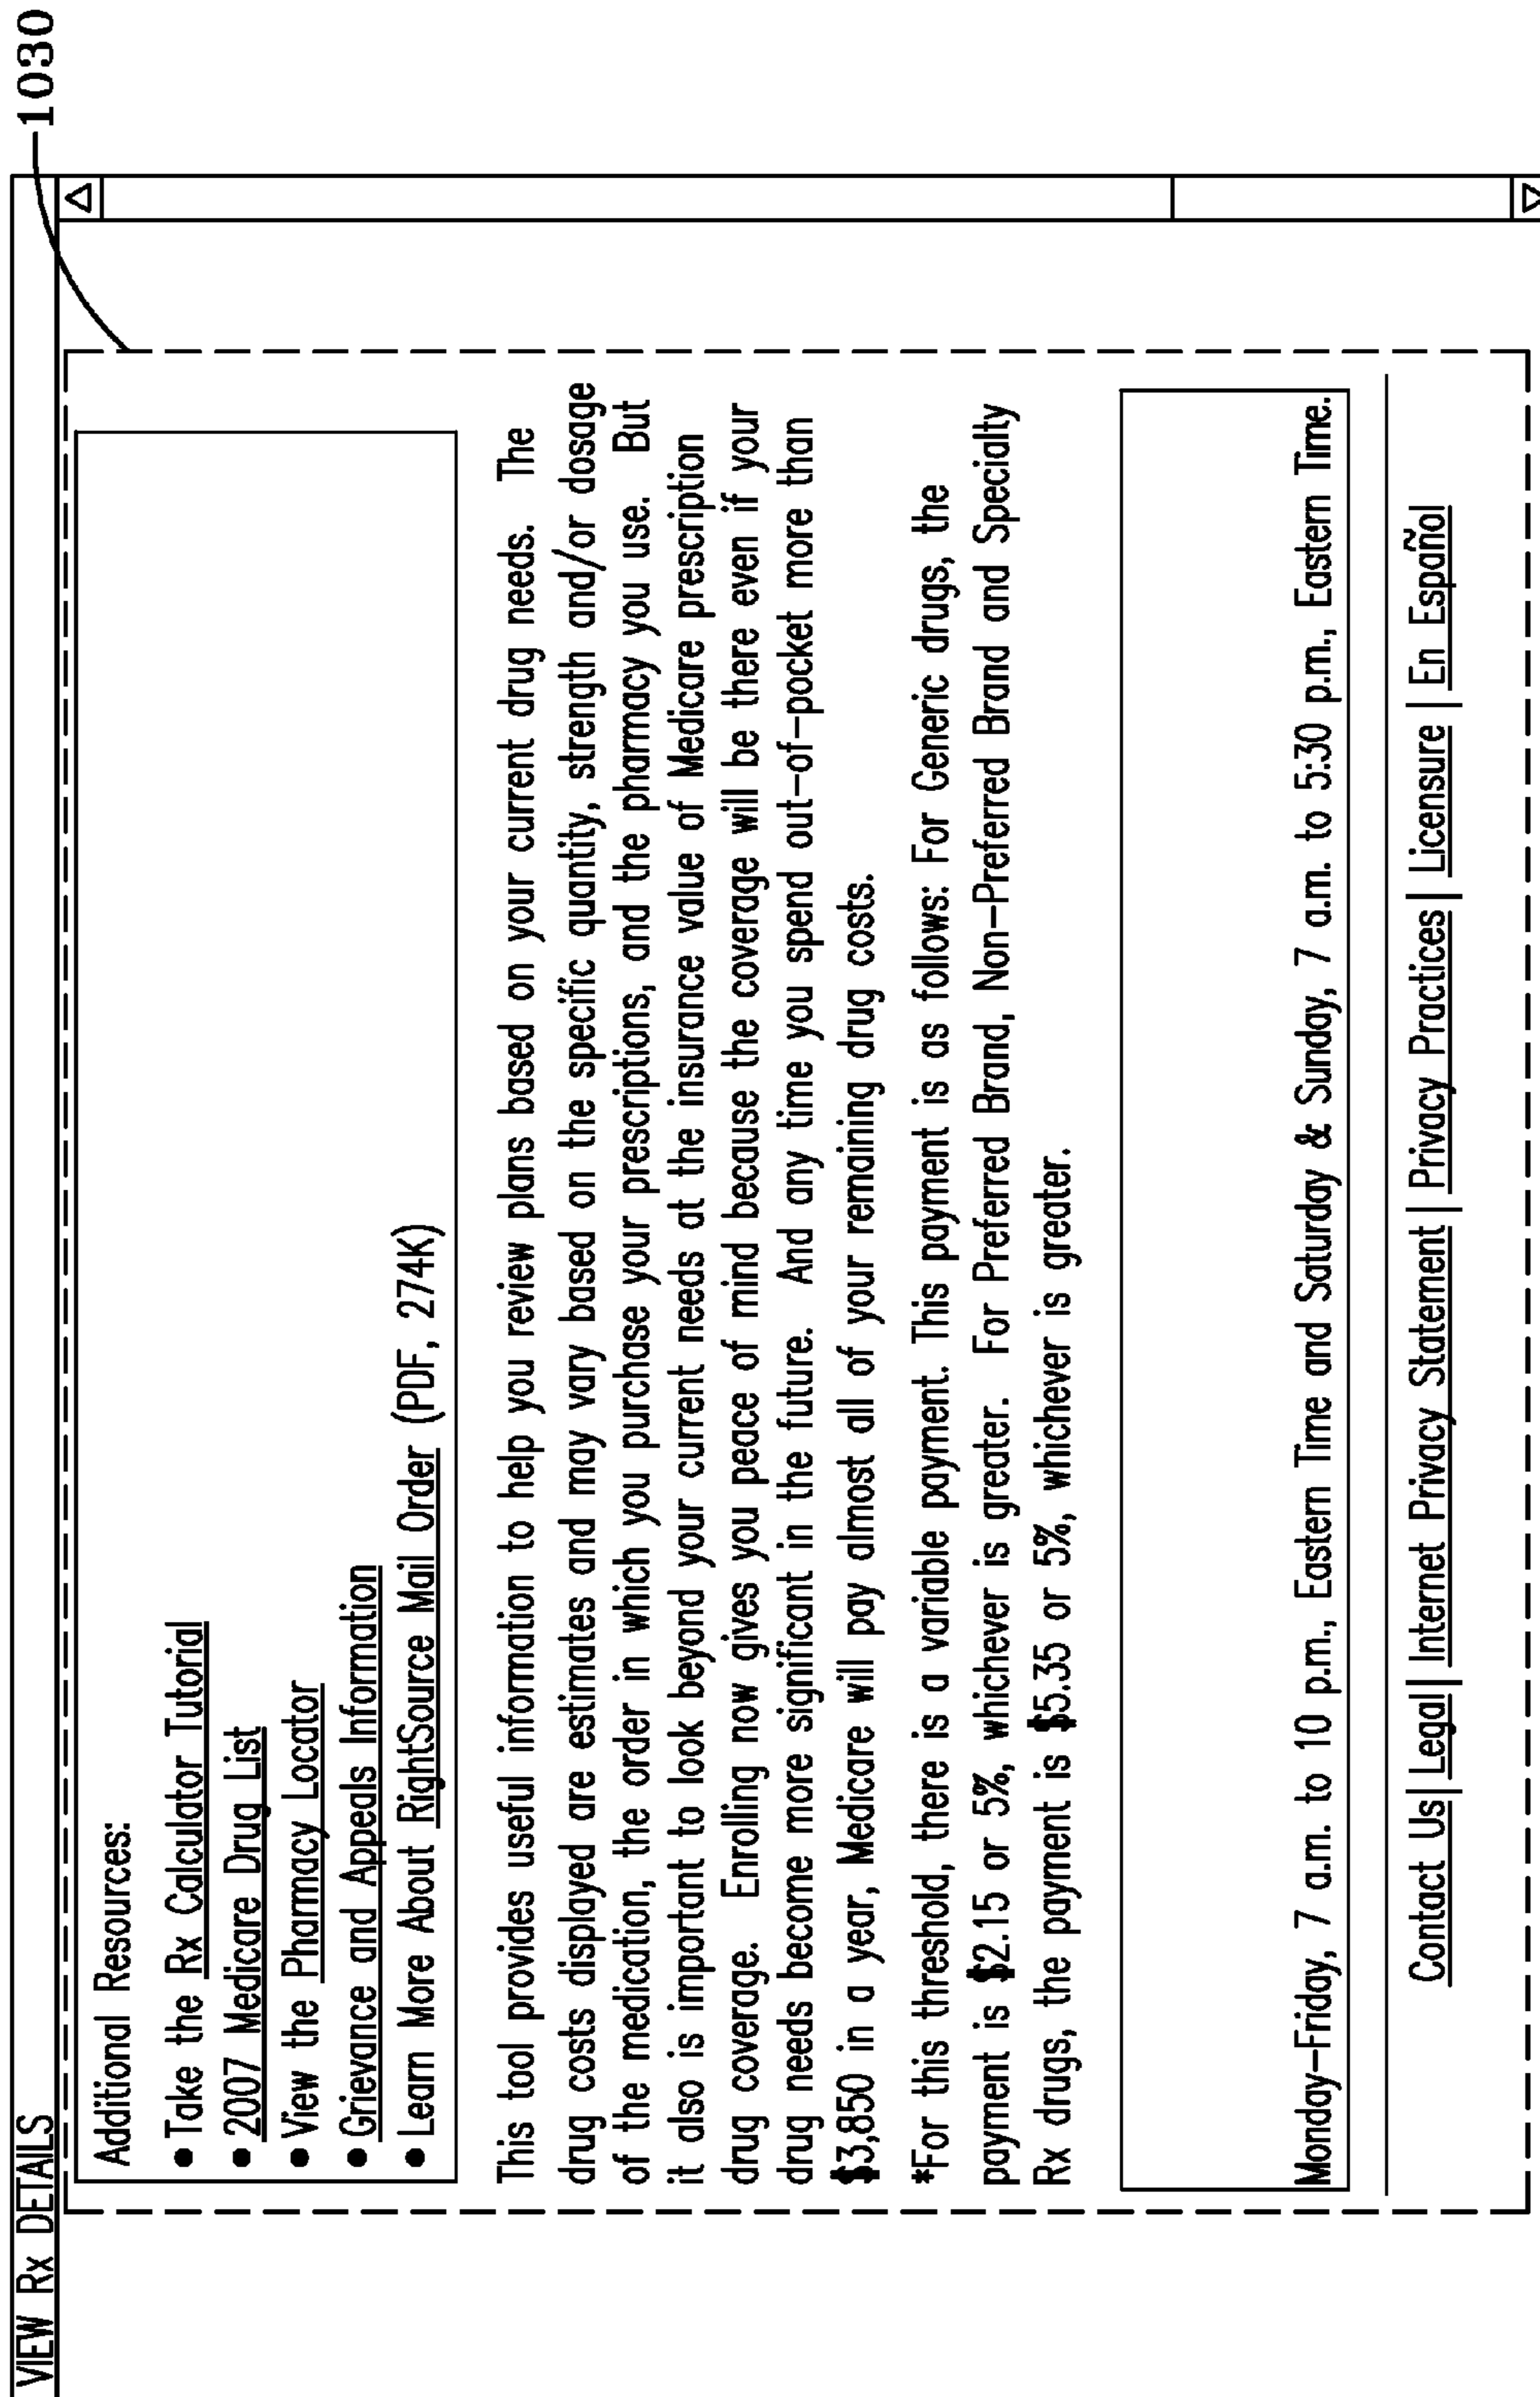 VIEW Rx DETAILS
1030
Additional Resources:
● Take the Rx Calculator Tutorial
● 2007 Medicare Drug List
● View the Pharmacy Locator
● Grievance and Appeals Information
● Learn More About RightSource Mail Order (PDF, 274K)
This tool provides useful information to help you review plans based on your current drug needs. The
drug costs displayed are estimates and may vary based on the specific quantity, strength and/or dosage
of the medication, the order in which you purchase your prescriptions, and the pharmacy you use. But
it also is important to look beyond your current needs at the insurance value of Medicare prescription
drug coverage. Enrolling now gives you peace of mind because the coverage will be there even if your
drug needs become more significant in the future. And any time you spend out-of-pocket more than
$3,850 in a year, Medicare will pay almost all of your remaining drug costs.
*For this threshold, there is a variable payment. This payment is as follows: For Generic drugs, the
payment is $2.15 or 5%, whichever is greater. For Preferred Brand, Non-Preferred Brand and Specialty
Rx drugs, the payment is $5.35 or 5%, whichever is greater.
Monday-Friday, 7 a.m. to 10 p.m., Eastern Time and Saturday & Sunday, 7 a.m. to 5:30 p.m., Eastern Time.
Contact Us | Legal | Internet Privacy Statement | Privacy Practices | Licensure | En Español